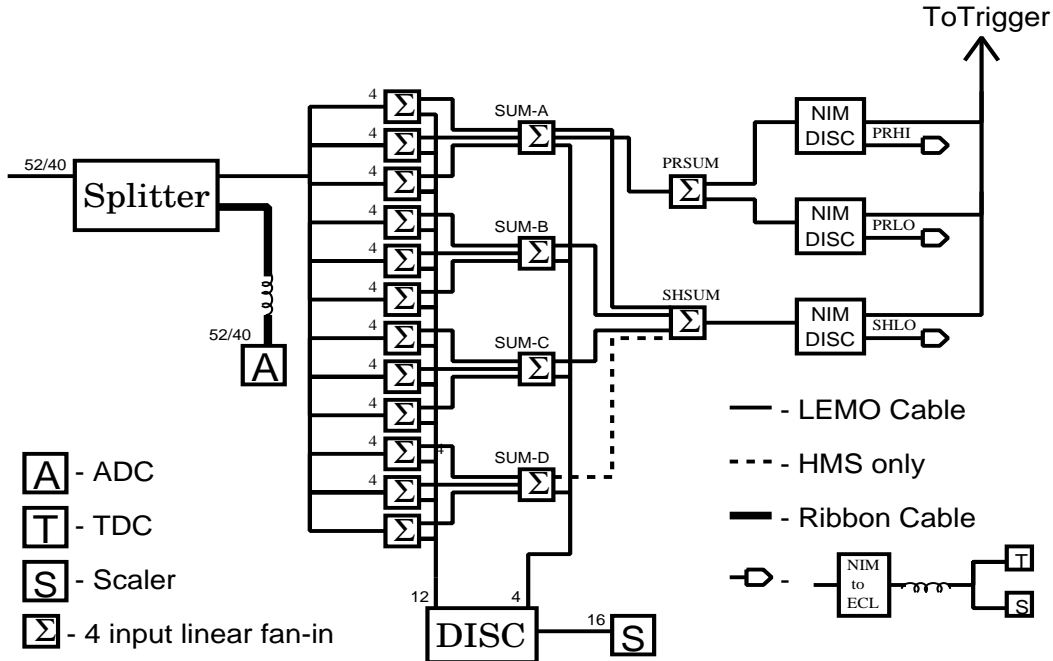 ToTrigger
4
Σ
SUM-A
Σ
NIM
DISC
PRHI
4
Σ
52/40
Splitter
4
Σ
PRSUM
Σ
4
Σ
SUM-B
Σ
NIM
DISC
PRLO
4
Σ
4
Σ
SHSUM
Σ
NIM
DISC
SHLO
52/40
A
4
Σ
SUM-C
Σ
4
Σ
4
Σ
- LEMO Cable
4
Σ
4
SUM-D
Σ
- HMS only
A - ADC
4
Σ
T - TDC
Σ
- Ribbon Cable
S - Scaler
-
NIM
to
ECL
T
S
12
4
DISC
16
S
Σ - 4 input linear fan-in